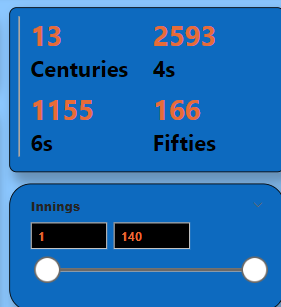 13 2593
Centuries 4s
1155 166
6s Fifties
Innings
1 140